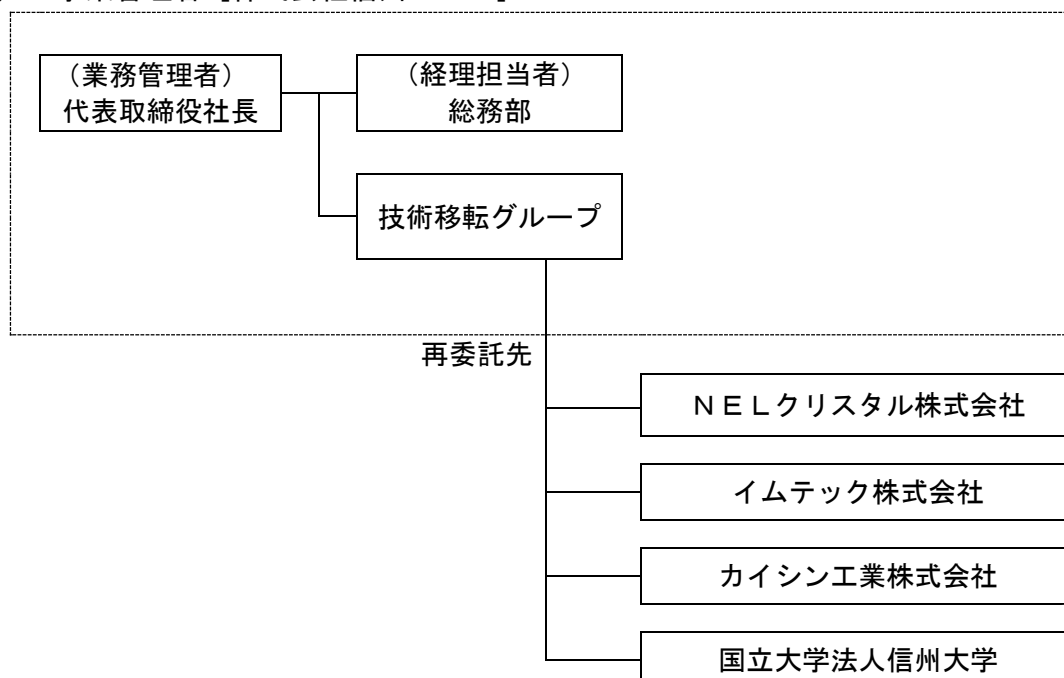 （業務管理者）
代表取締役社長
（経理担当者）
総務部
技術移転グループ
再委託先
ＮＥＬクリスタル株式会社
イムテック株式会社
カイシン工業株式会社
国立大学法人信州大学